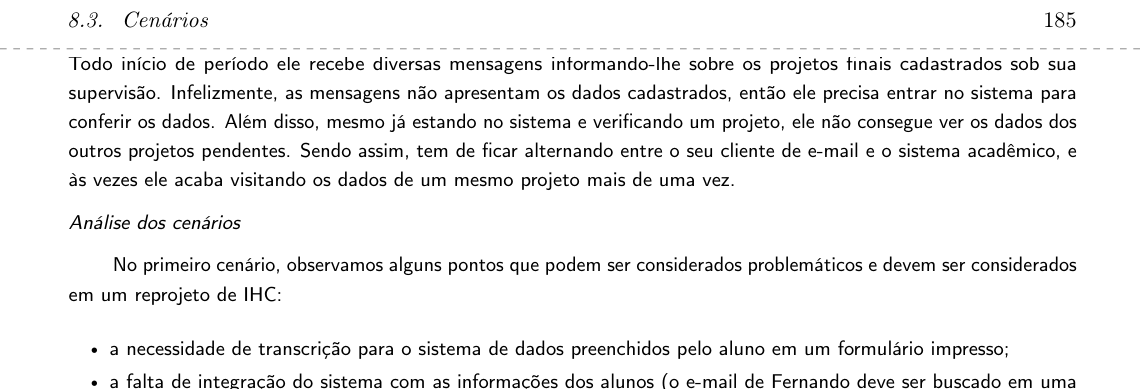 8.3. Cenários 185
Todo início de período ele recebe diversas mensagens informando-lhe sobre os projetos finais cadastrados sob sua
supervisão. Infelizmente, as mensagens não apresentam os dados cadastrados, então ele precisa entrar no sistema para
conferir os dados. Além disso, mesmo já estando no sistema e verificando um projeto, ele não consegue ver os dados dos
outros projetos pendentes. Sendo assim, tem de ficar alternando entre o seu cliente de e-mail e o sistema acadêmico, e
às vezes ele acaba visitando os dados de um mesmo projeto mais de uma vez.
Análise dos cenários
No primeiro cenário, observamos alguns pontos que podem ser considerados problemáticos e devem ser considerados
em um reprojeto de IHC:
• a necessidade de transcrição para o sistema de dados preenchidos pelo aluno em um formulário impresso;
• a falta de integração do sistema com as informações dos alunos (o e-mail de Fernando deve ser buscado em uma